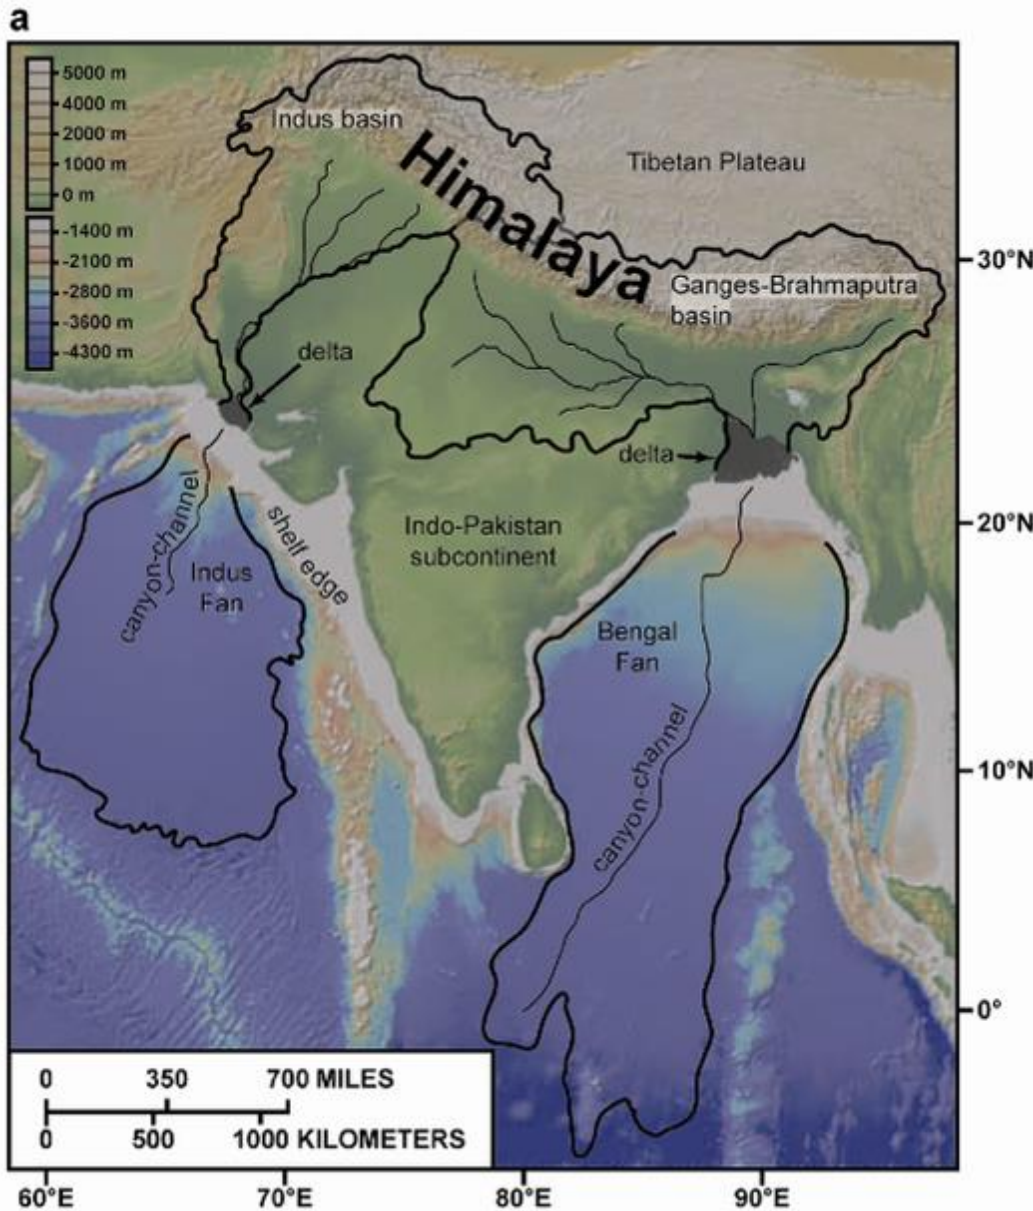 a
5000 m
4000 m
2000 m
1000 m
0 m
-1400 m
-2100 m
-2800 m
-3600 m
-4300 m
Indus basin
Himalaya
Tibetan Plateau
Ganges-Brahmaputra
basin
30°N
delta
delta
20°N
canyon-channel
Indus
Fan
shelf edge
Indo-Pakistan
subcontinent
Bengal
Fan
canyon-channel
10°N
0°
0 350 700 MILES
0 500 1000 KILOMETERS
60°E 70°E 80°E 90°E